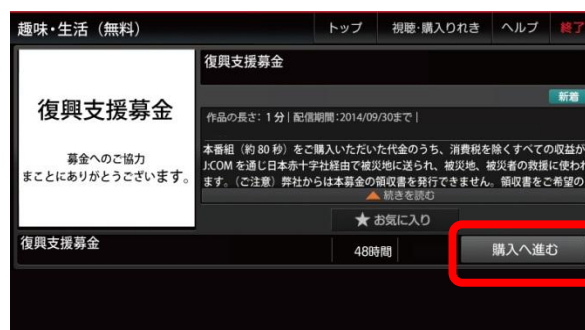 趣味・生活（無料）
トップ 視聴・購入りれき ヘルプ 終了
復興支援募金
新着
復興支援募金
募金へのご協力
まことにありがとうございます。
作品の長さ：1分｜配信期間：2014/09/30まで｜
本番組（約80秒）をご購入いただいた代金のうち、消費税を除くすべての収益が
J:COMを通じ日本赤十字社経由で被災地に送られ、被災地、被災者の救援に使われ
ます。（ご注意）弊社からは本募金の領収書を発行できません。領収書をご希望の
▲続きを読む
★お気に入り
復興支援募金
48時間
購入へ進む